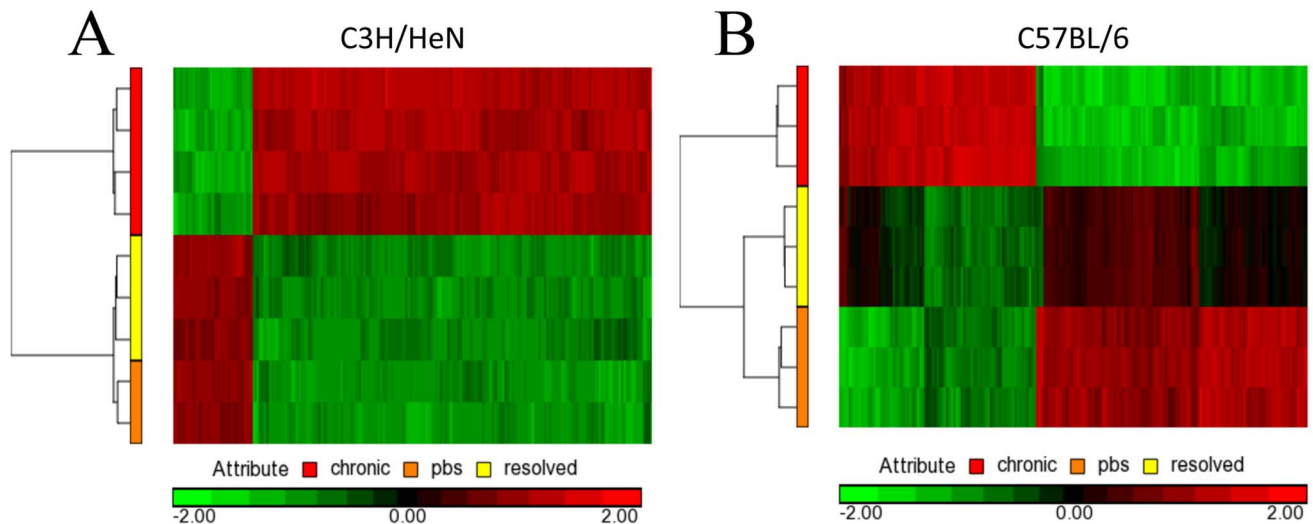 A
C3H/HeN
Attribute chronic pbs resolved
-2.00 0.00 2.00
B
C57BL/6
Attribute chronic pbs resolved
-2.00 0.00 2.00